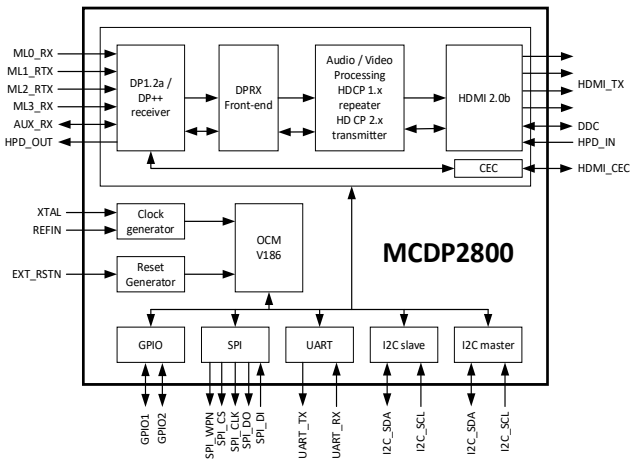 ML0_RX
ML1_RTX
ML2_RTX
ML3_RX
AUX_RX
HPD_OUT
DP1.2a /
DP++
receiver
DPRX
Front-end
Audio / Video
Processing
HDCP 1.x
repeater
HD CP 2.x
transmitter
HDMI 2.0b
CEC
HDMI_TX
DDC
HPD_IN
HDMI_CEC
XTAL
REFIN
EXT_RSTN
Clock
generator
Reset
Generator
OCM
V186
MCDP2800
GPIO
SPI
UART
I2C slave
I2C master
GPIO1
GPIO2
SPI_WPN
SPI_CS
SPI_CLK
SPI_DO
SPI_DI
UART_TX
UART_RX
I2C_SDA
I2C_SCL
I2C_SDA
I2C_SCL